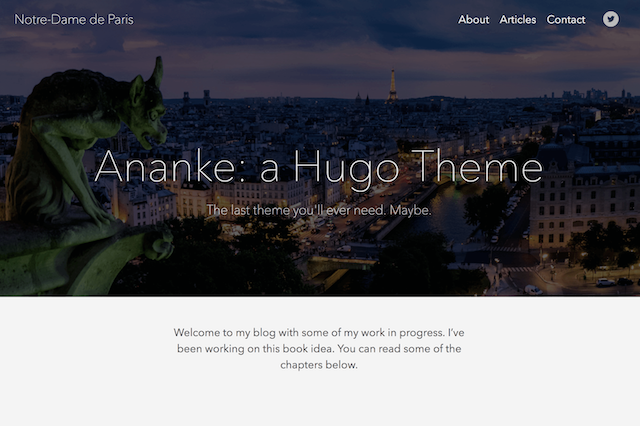 Notre-Dame de Paris
About Articles Contact
Ananke: a Hugo Theme
The last theme you'll ever need. Maybe.
Welcome to my blog with some of my work in progress. I've
been working on this book idea. You can read some of the
chapters below.